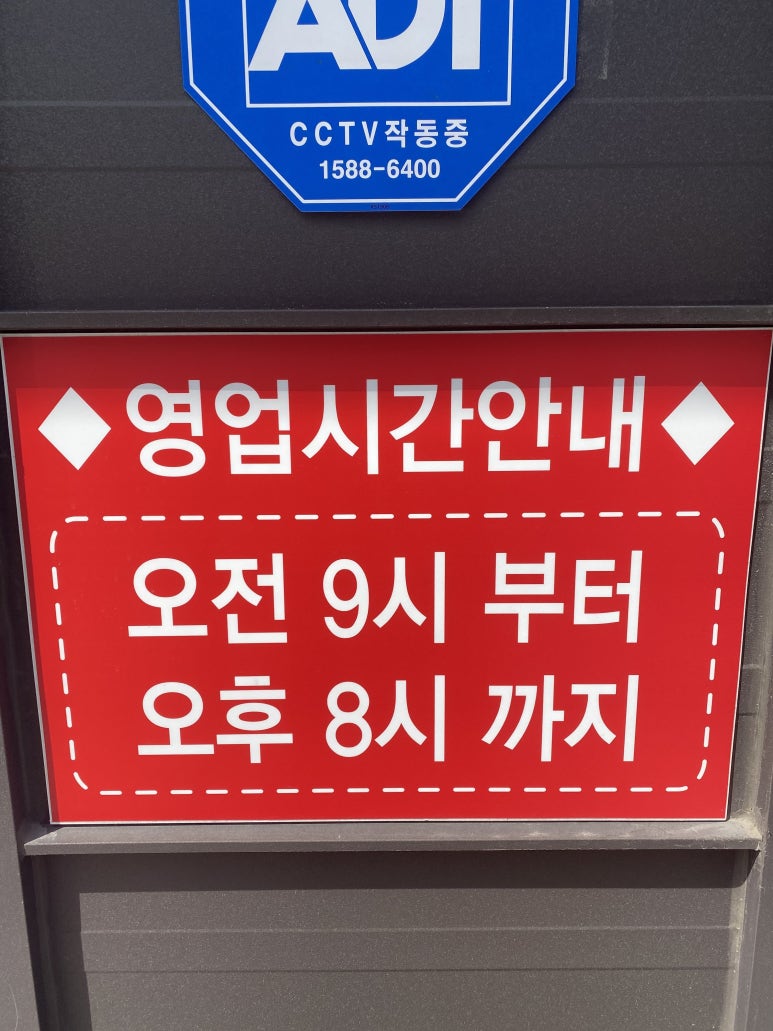 ADT
CCTV작동중
1588-6400
◆영업시간안내◆
오전 9시 부터
오후 8시 까지